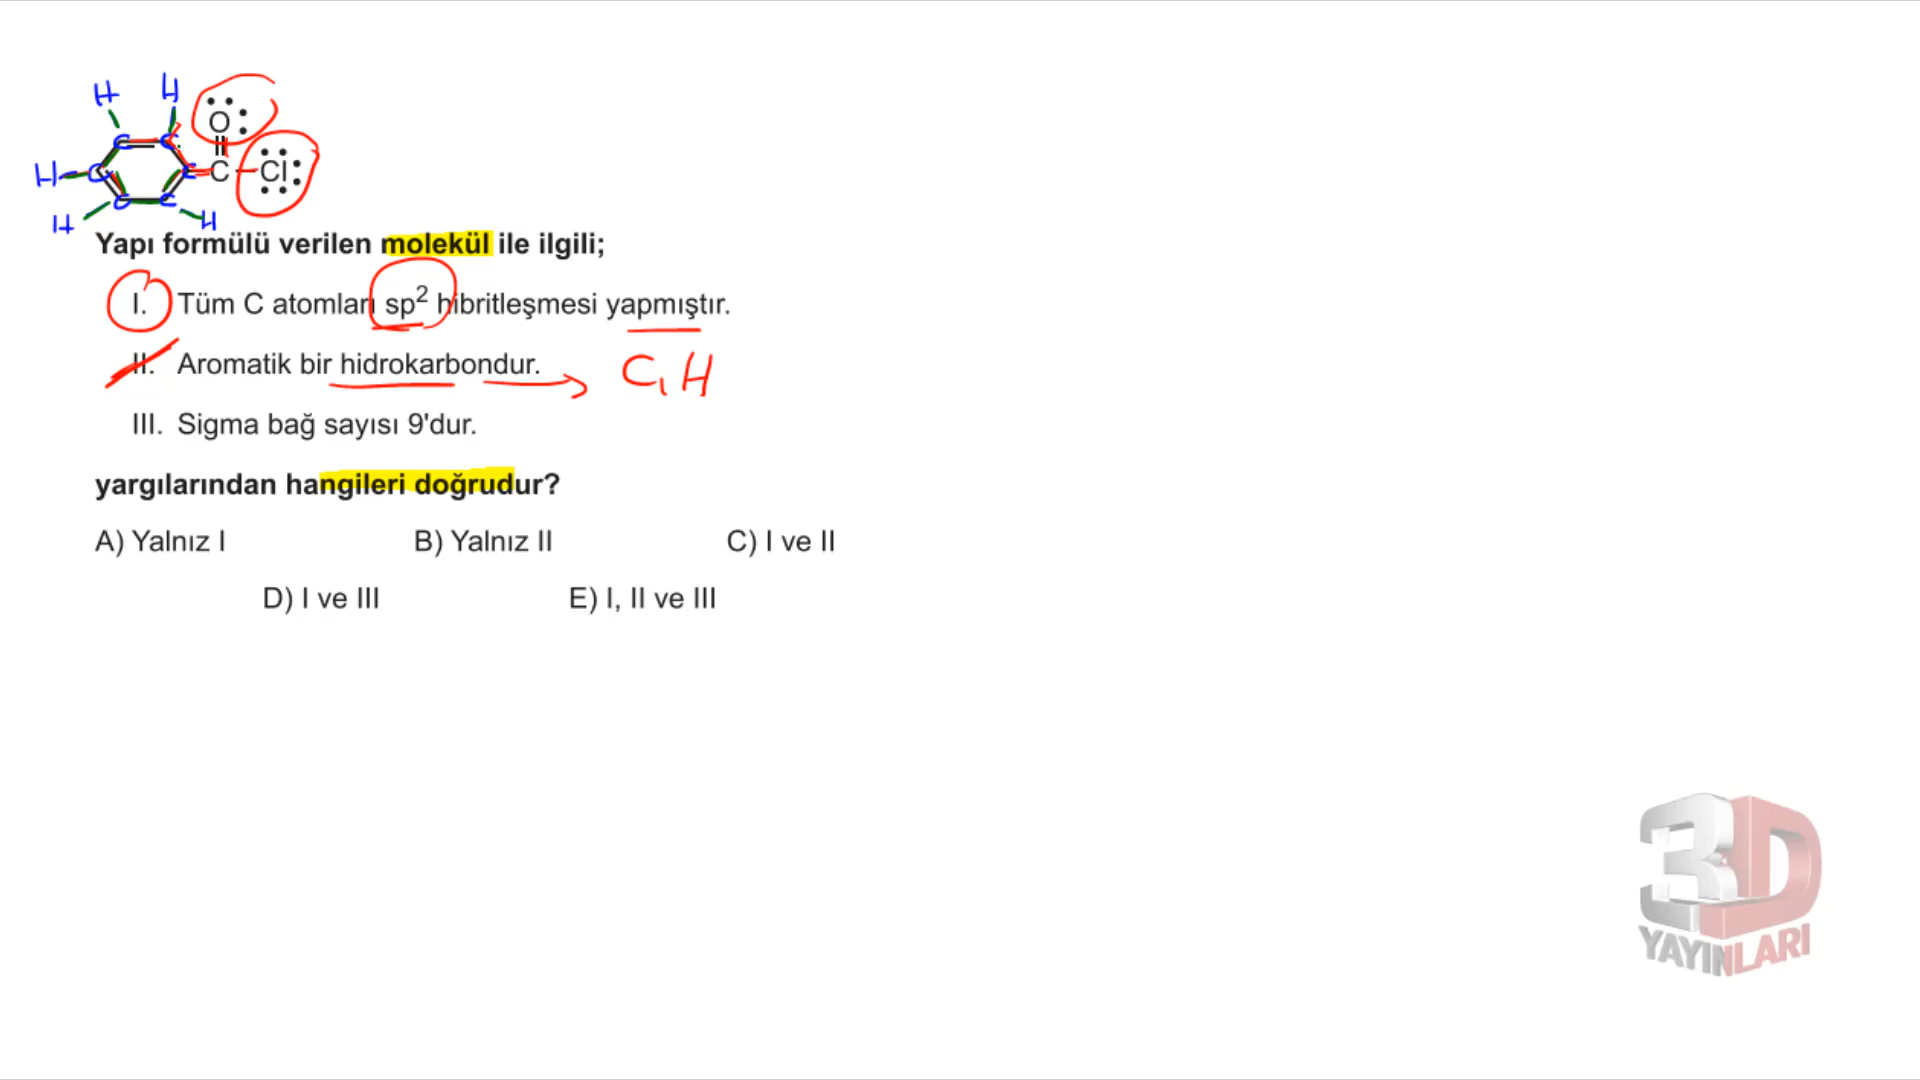 H H
O
H C C C C Cl
C C
H H
Yapı formülü verilen molekül ile ilgili;
I. Tüm C atomları sp² hibritleşmesi yapmıştır.
II. Aromatik bir hidrokarbondur. C, H
III. Sigma bağ sayısı 9'dur.
yargılarından hangileri doğrudur?
A) Yalnız I B) Yalnız II C) I ve II
D) I ve III E) I, II ve III
3D
YAYINLARI